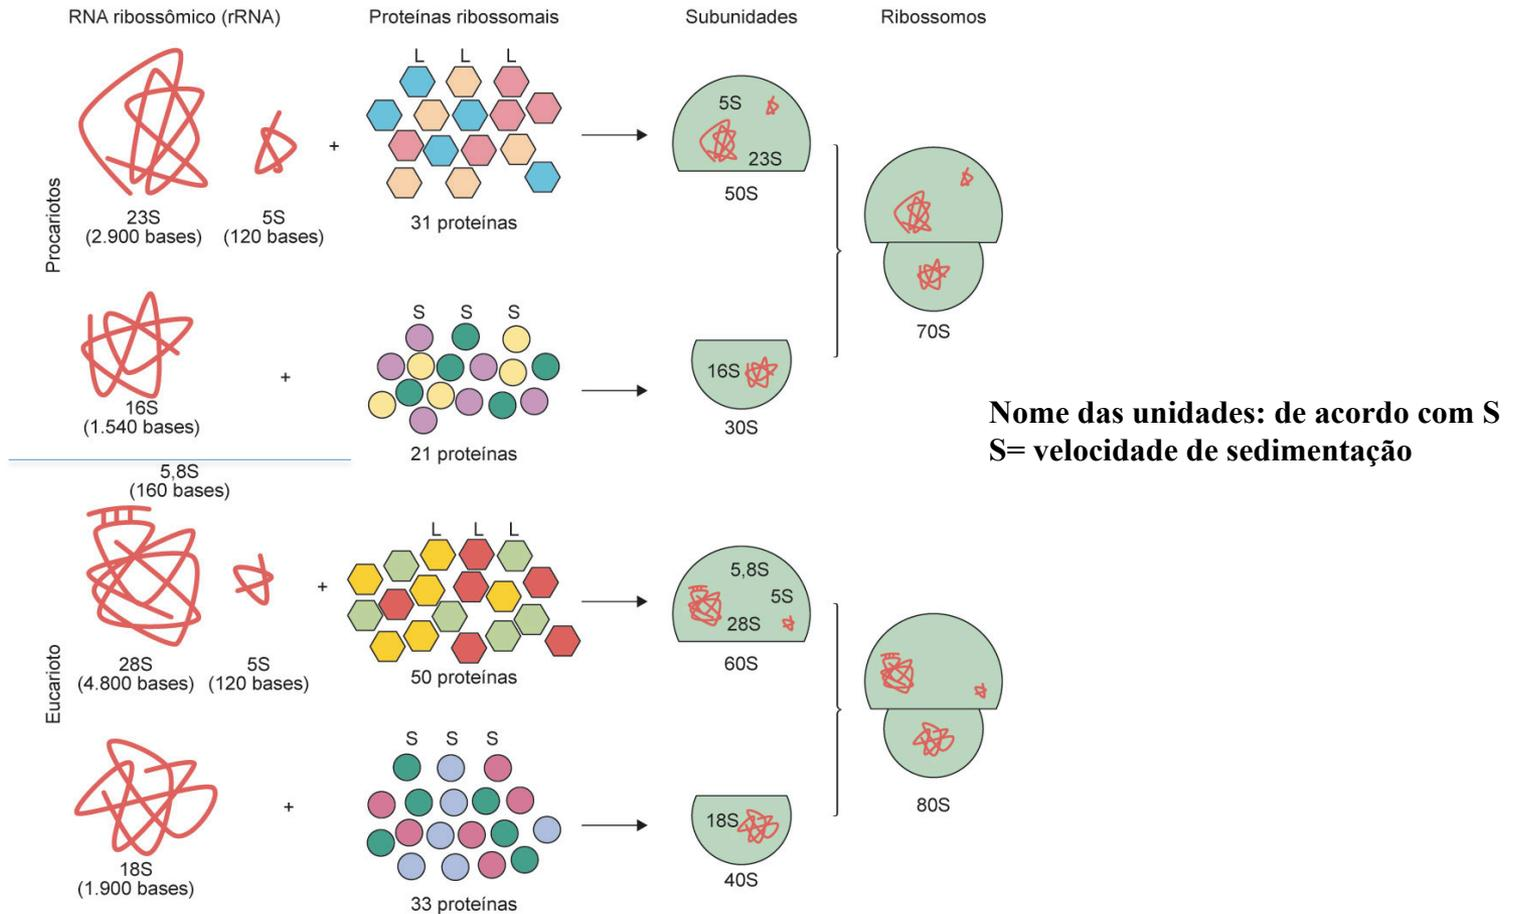 RNA ribossômico (rRNA)
Proteínas ribossomais
Subunidades
Ribossomos
Procariotos
23S
(2.900 bases)
5S
(120 bases)
+
L L L
31 proteínas
5S
23S
50S
16S
(1.540 bases)
+
S S S
21 proteínas
16S
30S
70S
Nome das unidades: de acordo com S
S= velocidade de sedimentação
Eucarioto
5,8S
(160 bases)
28S
(4.800 bases)
5S
(120 bases)
+
L L L
50 proteínas
5,8S
5S
28S
60S
18S
(1.900 bases)
+
S S S
33 proteínas
18S
40S
80S